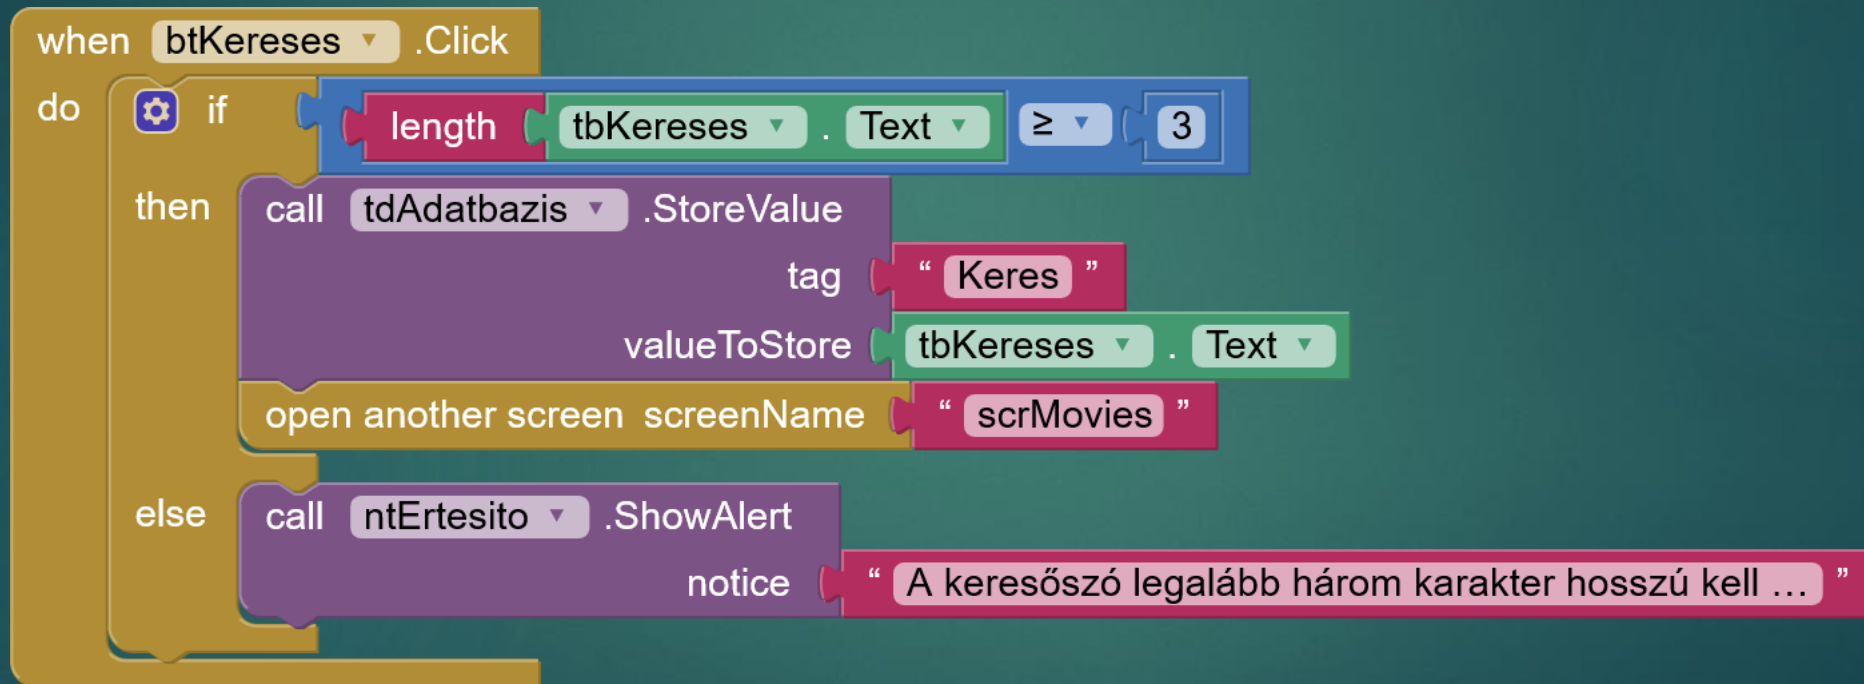 when btKereses .Click
do if length tbKereses . Text ≥ 3
then call tdAdatbazis .StoreValue
tag “ Keres ”
valueToStore tbKereses . Text
open another screen screenName “ scrMovies ”
else call ntErtesito .ShowAlert
notice “ A keresőszó legalább három karakter hosszú kell ... ”